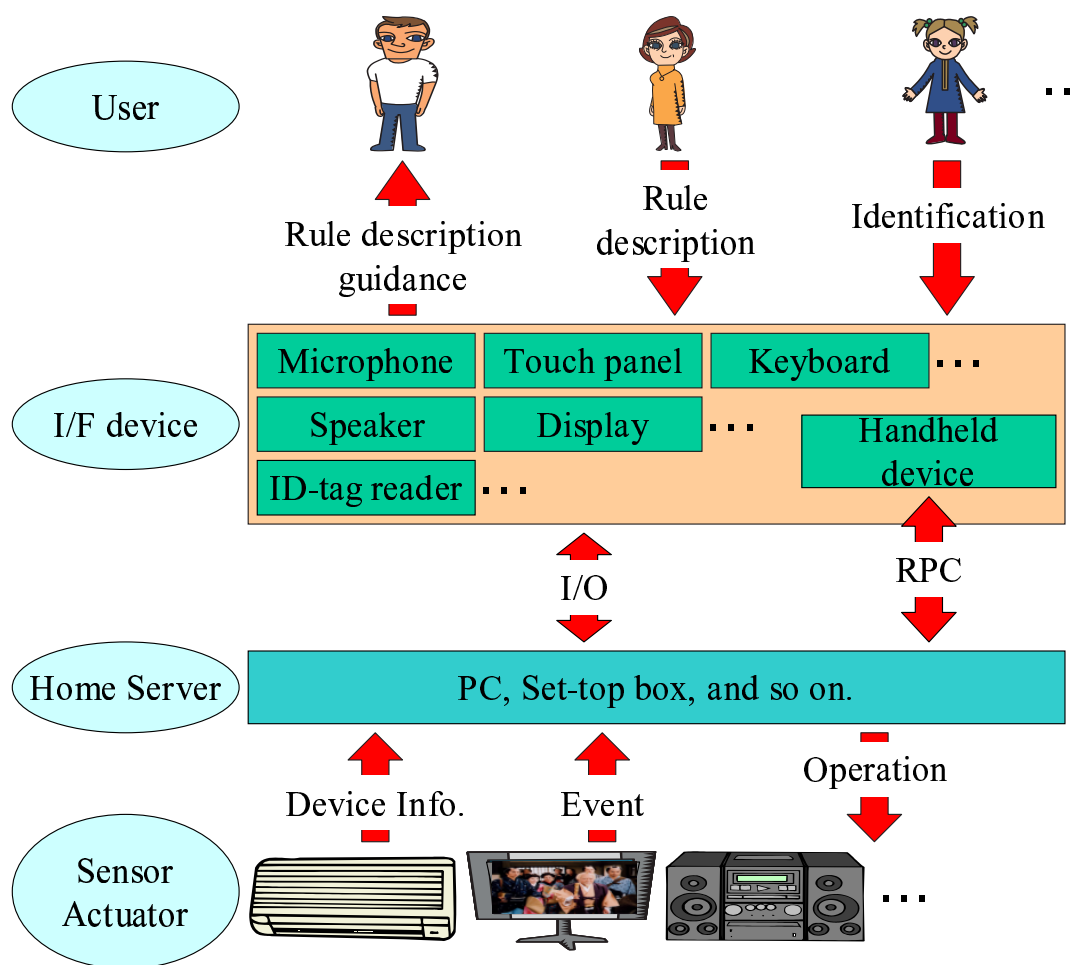 User
Rule description
guidance
Rule
description
Identification
I/F device
Microphone
Touch panel
Keyboard
Speaker
Display
Handheld
device
ID-tag reader
I/O
RPC
Home Server
PC, Set-top box, and so on.
Device Info.
Event
Operation
Sensor
Actuator